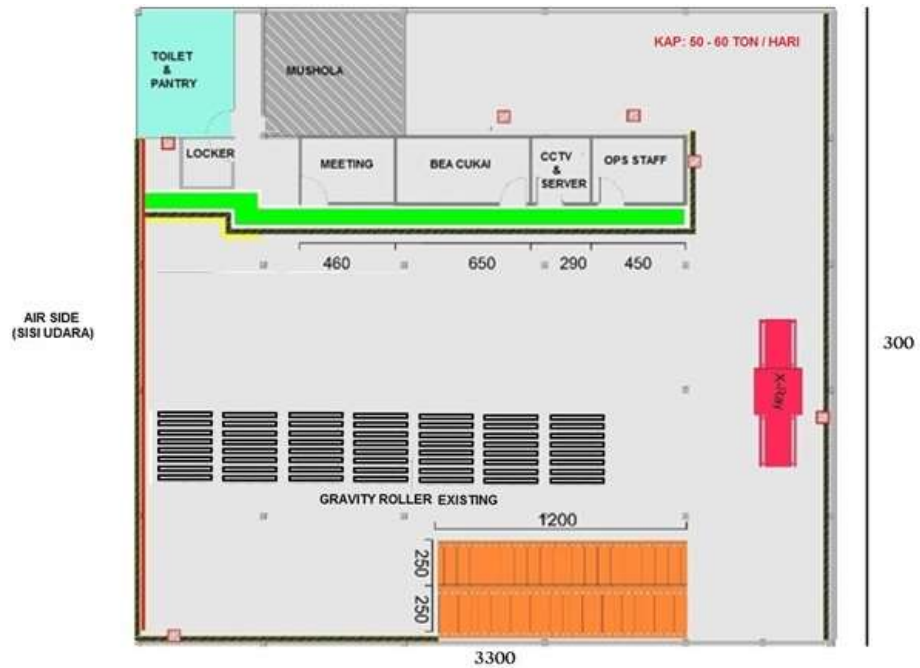 KAP: 50 - 60 TON / HARI
TOILET
&
PANTRY
MUSHOLA
LOCKER
MEETING
BEA CUKAI
CCTV
&
SERVER
OPS STAFF
460
650
290
450
AIR SIDE
(SISI UDARA)
300
X-Ray
GRAVITY ROLLER EXISTING
1200
250
250
3300